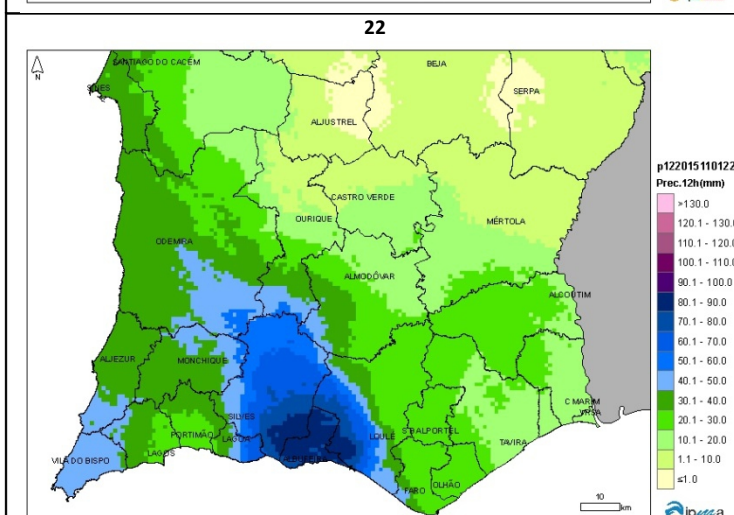 22
N
SANTIAGO DO CACÉM
BEJA
SERPA
ALJUSTREL
CASTRO VERDE
OURIQUE
MÉRTOLA
ODEMIRA
ALMODÔVAR
ALCOUTIM
ALJEZUR
MONCHIQUE
SILVES
C MARIM
VRSA
PORTIMÃO
LAGOA
LOULÉ
S BALPORTEL
TAVIRA
LAGOS
VILA DO BISPO
FARO
OLHÃO
10
km
p122015110122
Prec.12h(mm)
>130.0
120.1 - 130.0
110.1 - 120.0
100.1 - 110.0
90.1 - 100.0
80.1 - 90.0
70.1 - 80.0
60.1 - 70.0
50.1 - 60.0
40.1 - 50.0
30.1 - 40.0
20.1 - 30.0
10.1 - 20.0
1.1 - 10.0
≤1.0
ipma